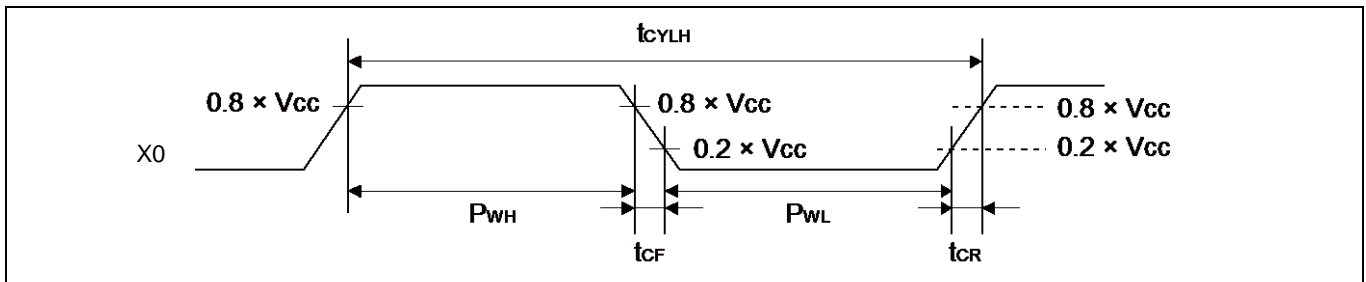 tCYLH
0.8 × VCC
0.8 × VCC
0.8 × VCC
X0
0.2 × VCC
0.2 × VCC
PWH
PWL
tCF
tCR